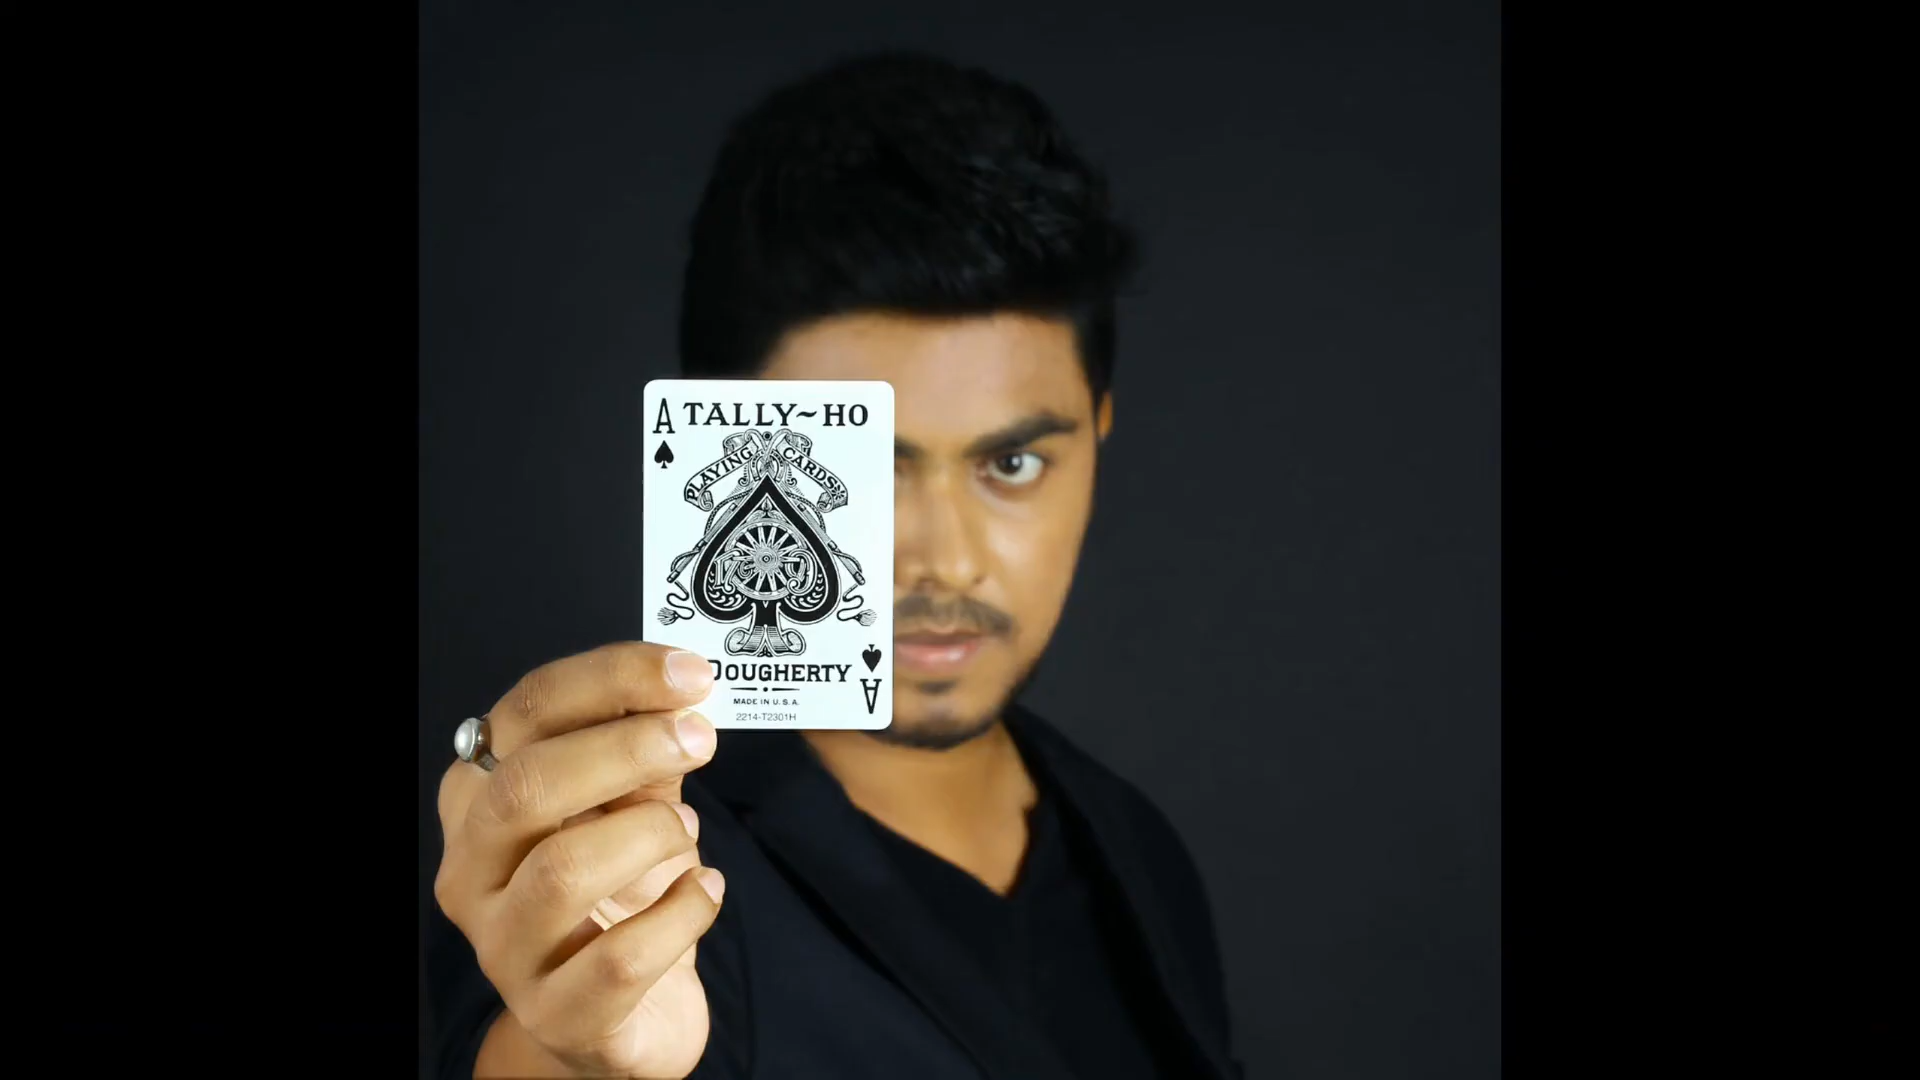 A TALLY~HO
PLAYING CARDS
DOUGHERTY
MADE IN U.S.A.
2214-T2301H
A